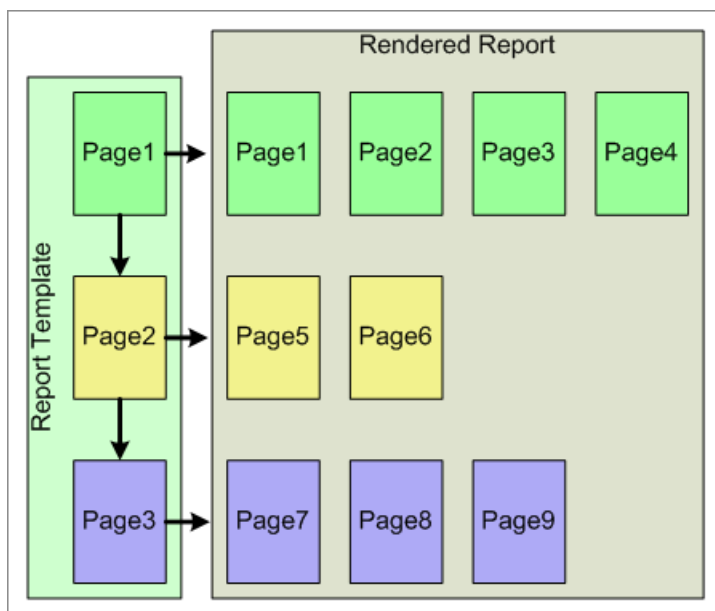 Rendered Report
Report Template
Page1
Page1
Page2
Page3
Page4
Page2
Page5
Page6
Page3
Page7
Page8
Page9